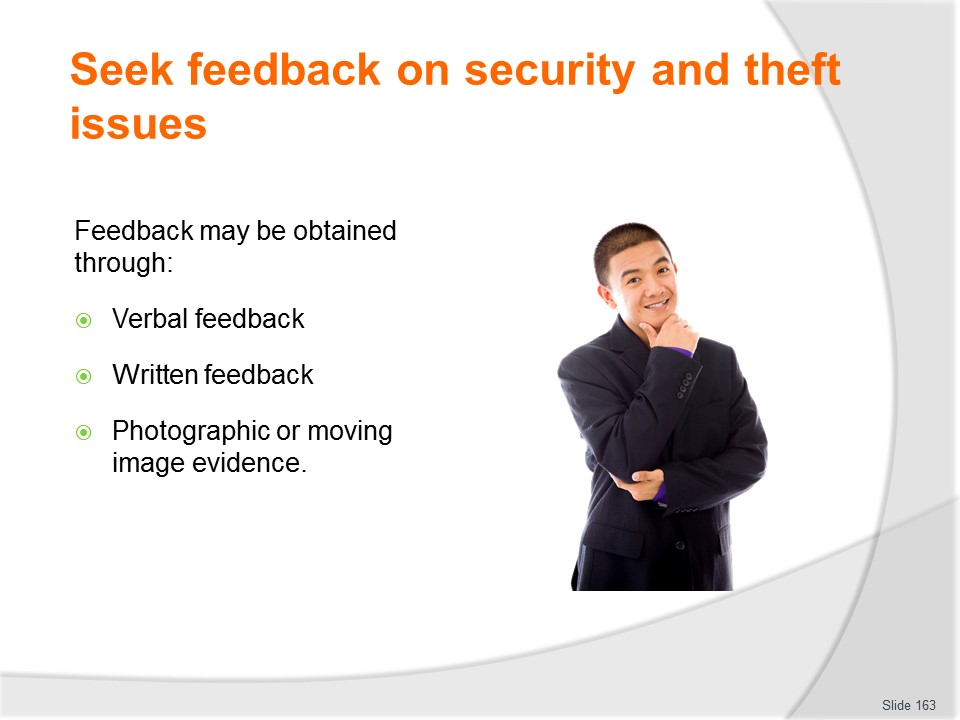 Seek feedback on security and theft
issues
Feedback may be obtained
through:
Verbal feedback
Written feedback
Photographic or moving
image evidence.
Slide 163